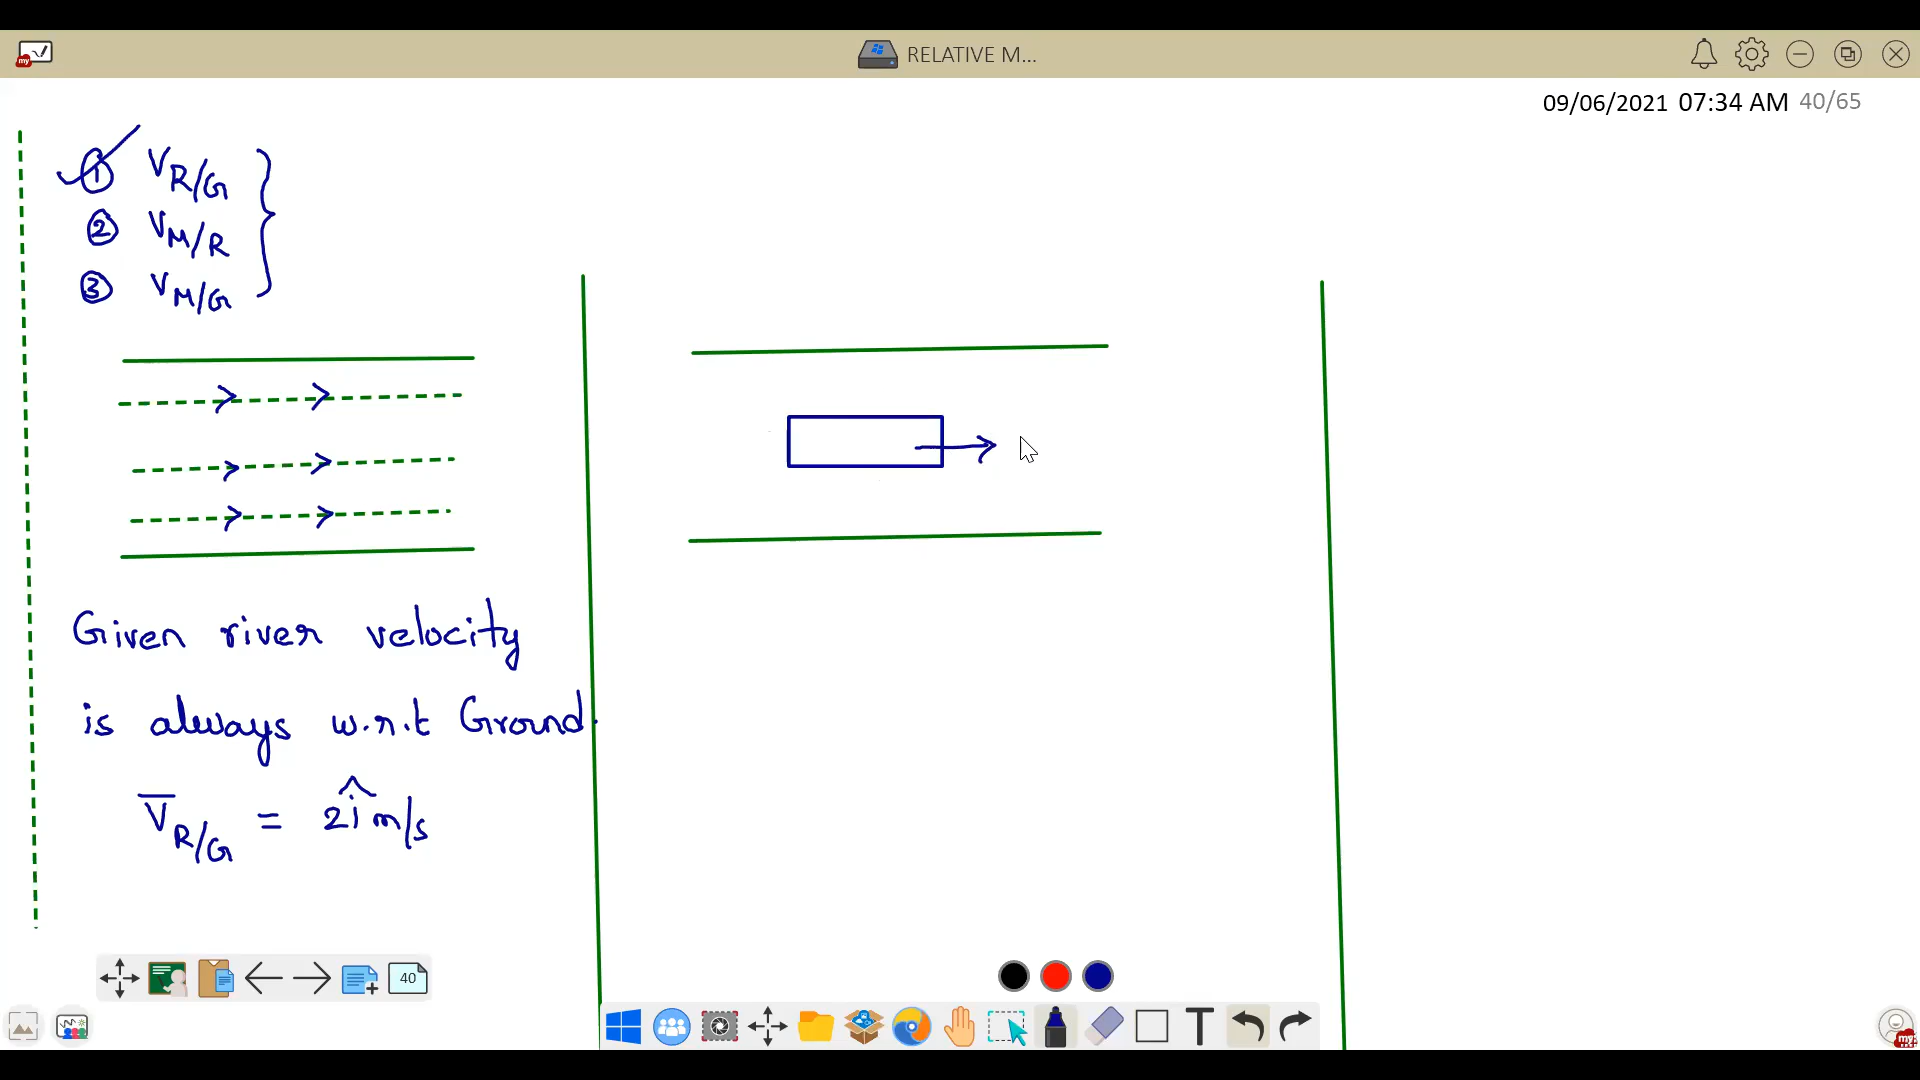 RELATIVE M...
09/06/2021 07:34 AM 40/65
① V_R/G
② V_M/R
③ V_M/G
Given river velocity
is always w.r.t Ground.
V̅_R/G = 2î m/s
40